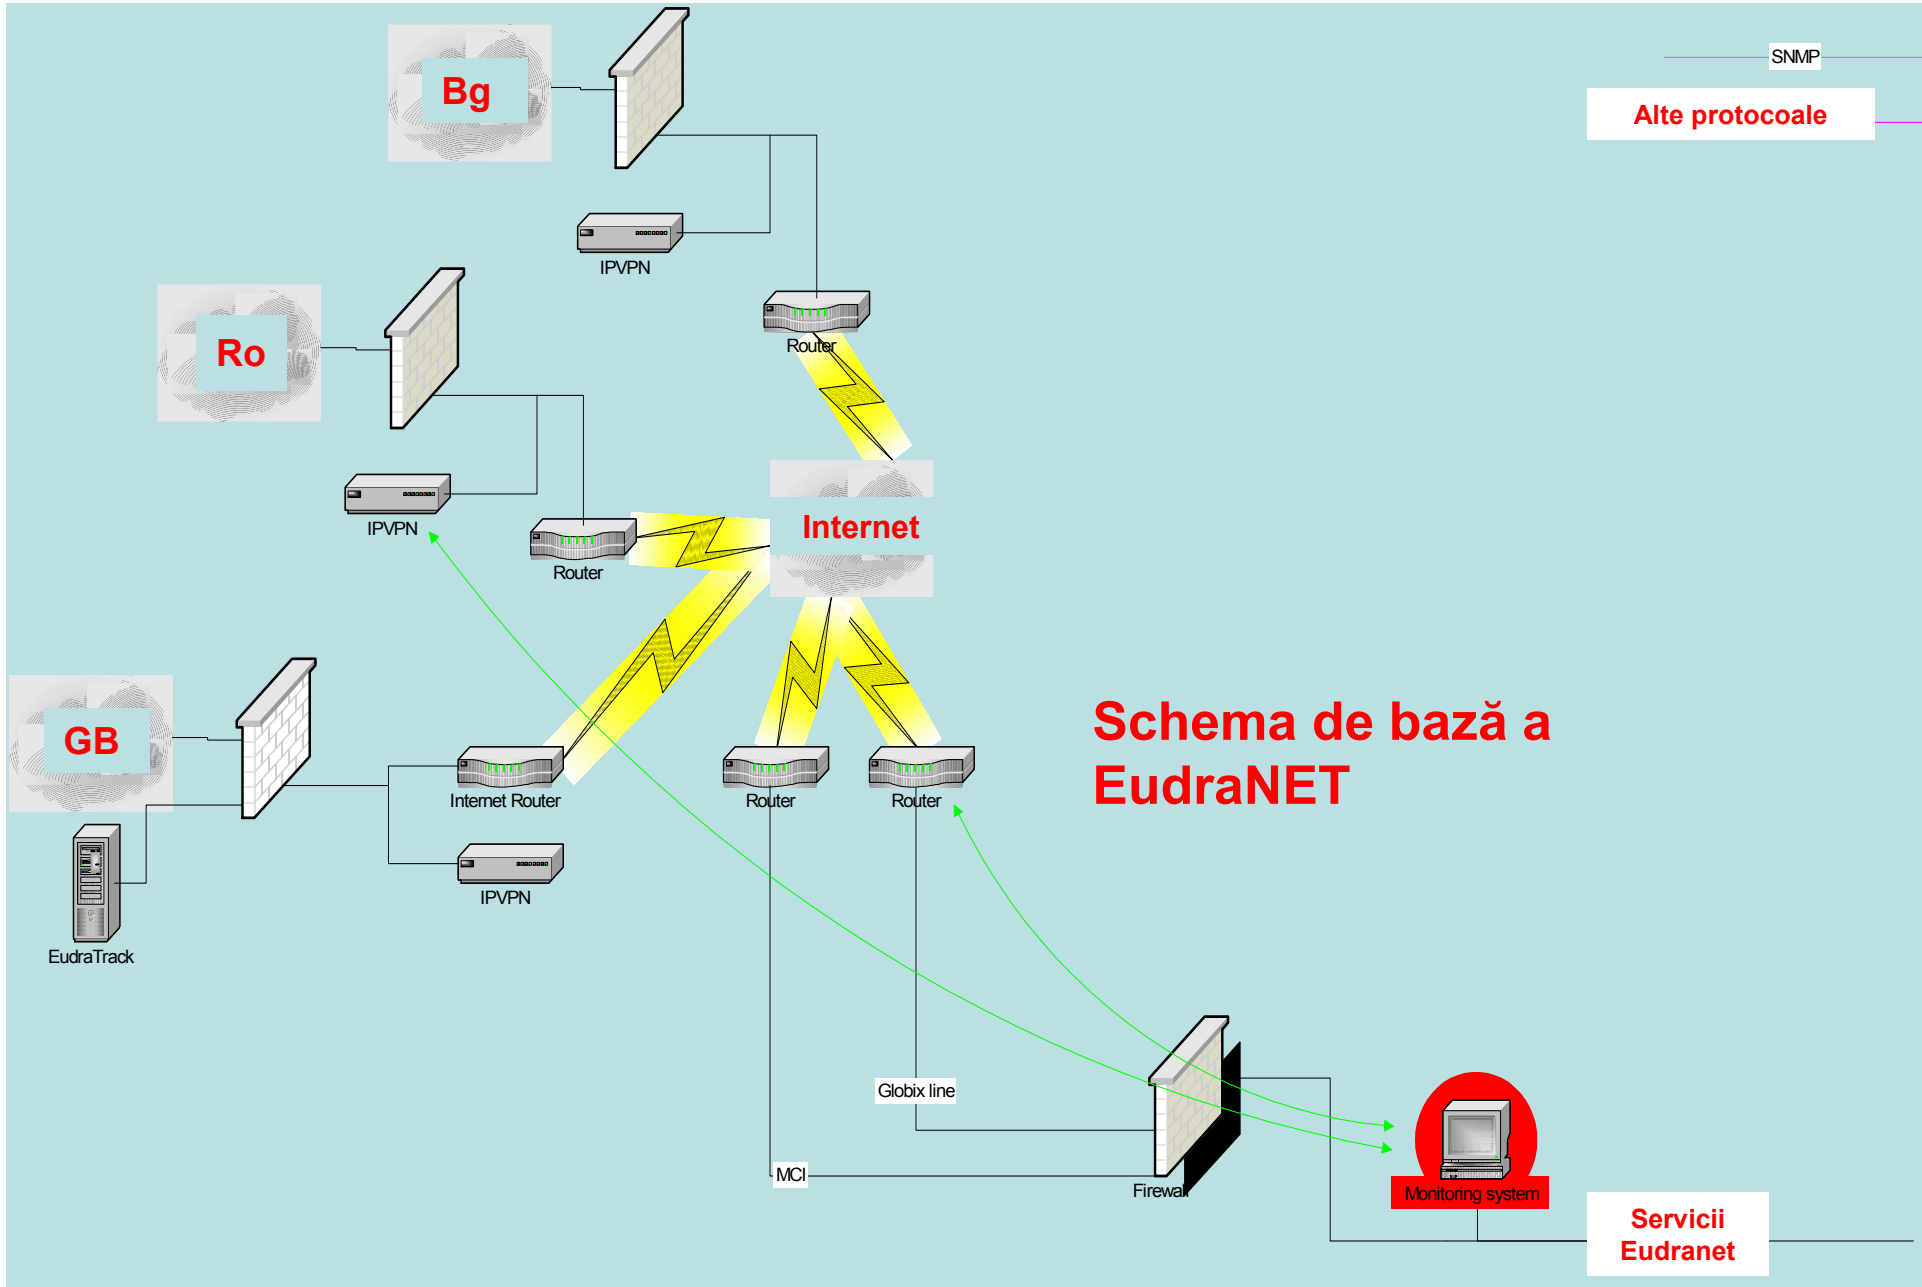 SNMP
Bg
Alte protocoale
IPVPN
Router
Ro
Internet
IPVPN
Router
Schema de bază a
EudraNET
GB
Internet Router
Router
Router
IPVPN
EudraTrack
Globix line
MCI
Firewall
Monitoring system
Servicii
Eudranet